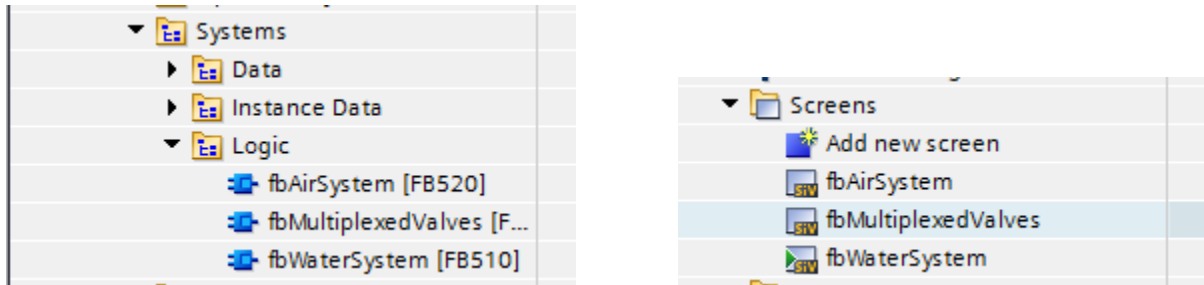 Systems
Data
Instance Data
Logic
fbAirSystem [FB520]
fbMultiplexedValves [F...
fbWaterSystem [FB510]
Screens
Add new screen
fbAirSystem
fbMultiplexedValves
fbWaterSystem